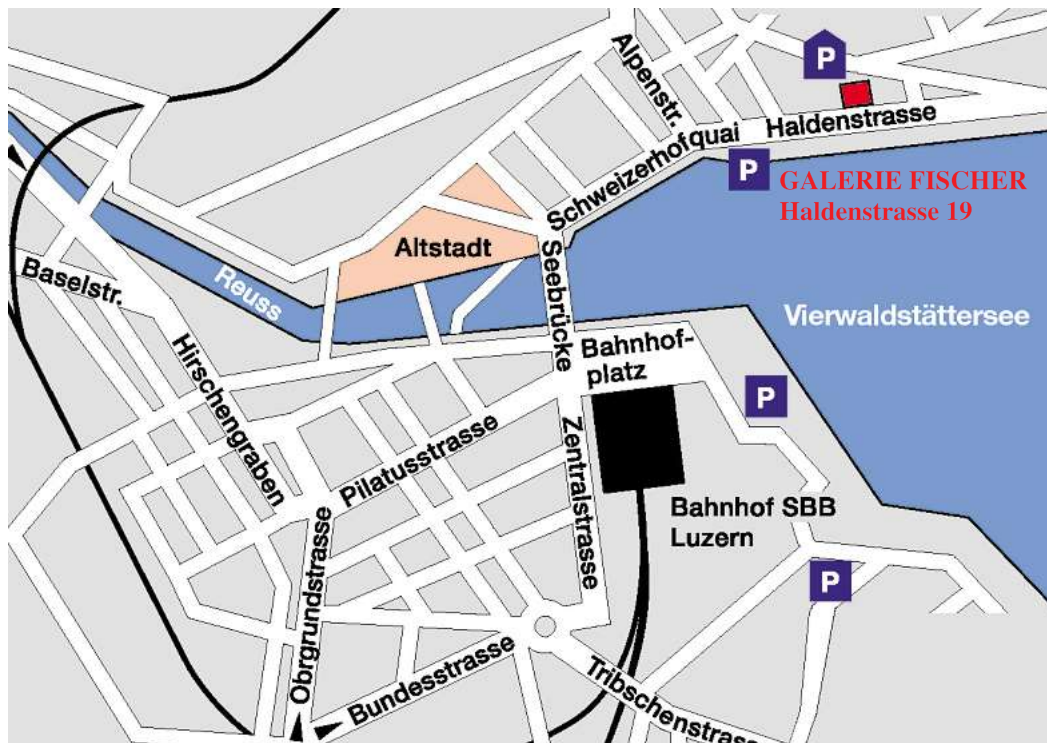 P
Alpenstr.
Haldenstrasse
Schweizerhofquai
P
GALERIE FISCHER
Haldenstrasse 19
Altstadt
Seebrücke
Baselstr.
Reuss
Vierwaldstättersee
Bahnhof-
platz
Hirschengraben
P
Pilatusstrasse
Zentralstrasse
Bahnhof SBB
Luzern
Obrgrundstrasse
P
Bundesstrasse
Tribschenstrasse